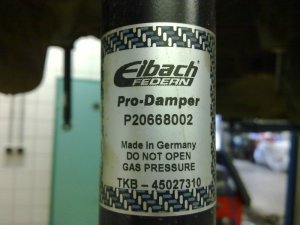 Eibach
FEDERN
Pro-Damper
P20668002
Made in Germany
DO NOT OPEN
GAS PRESSURE
TKB - 45027310